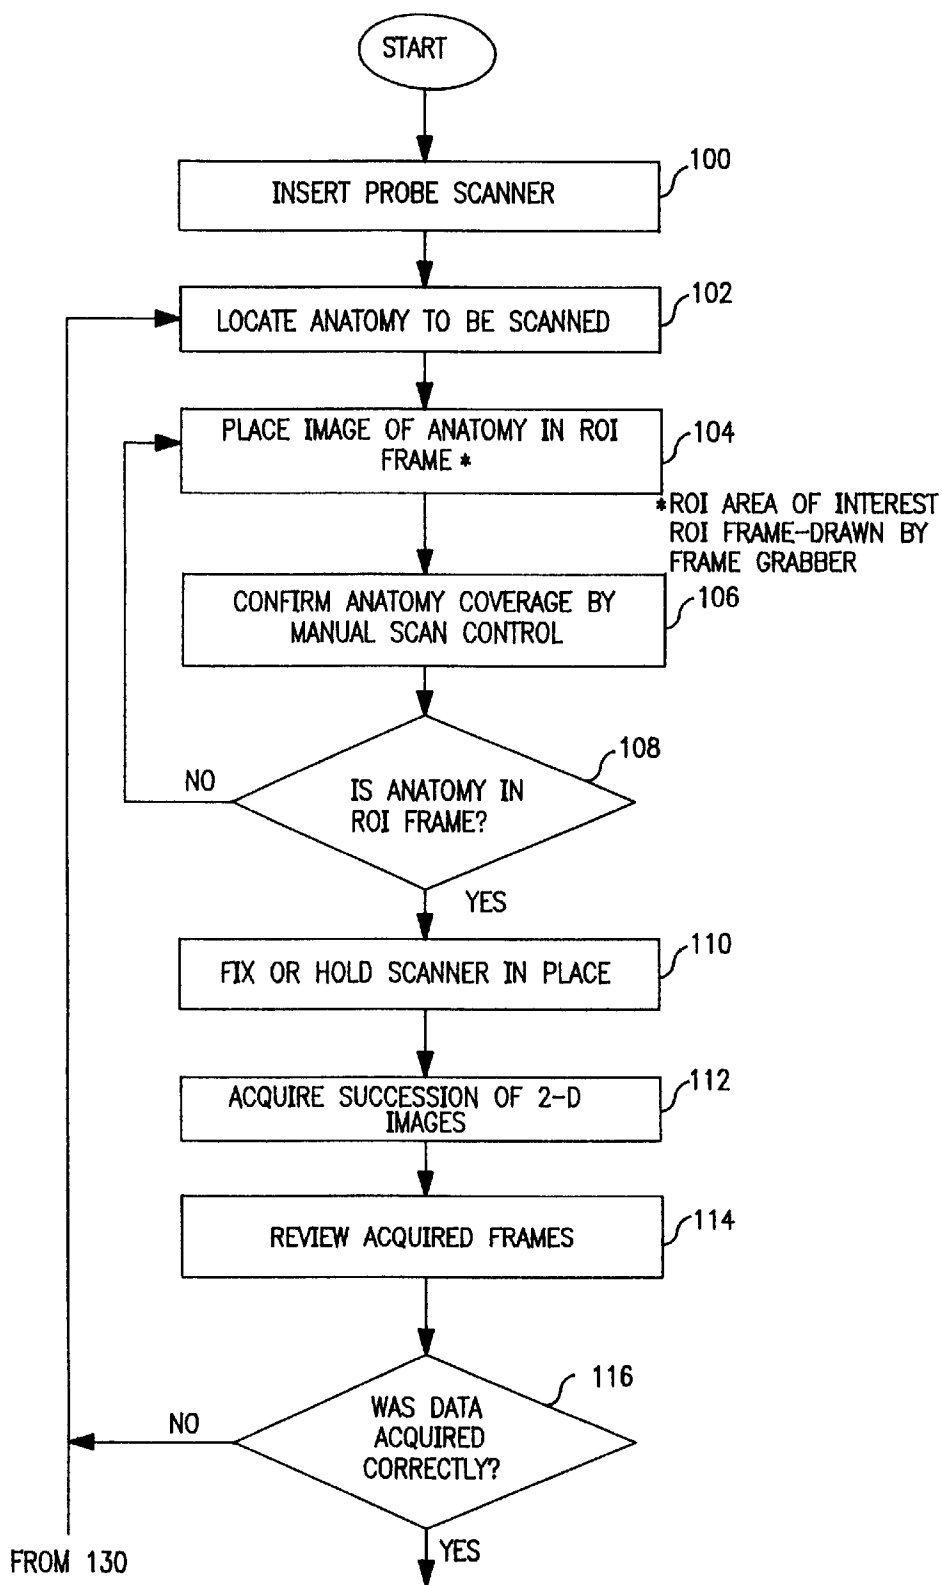 START
100
INSERT PROBE SCANNER
102
LOCATE ANATOMY TO BE SCANNED
PLACE IMAGE OF ANATOMY IN ROI
FRAME *
104
*ROI AREA OF INTEREST
ROI FRAME-DRAWN BY
FRAME GRABBER
CONFIRM ANATOMY COVERAGE BY
MANUAL SCAN CONTROL
106
108
NO
IS ANATOMY IN
ROI FRAME?
YES
110
FIX OR HOLD SCANNER IN PLACE
112
ACQUIRE SUCCESSION OF 2-D
IMAGES
114
REVIEW ACQUIRED FRAMES
116
NO
WAS DATA
ACQUIRED
CORRECTLY?
YES
FROM 130